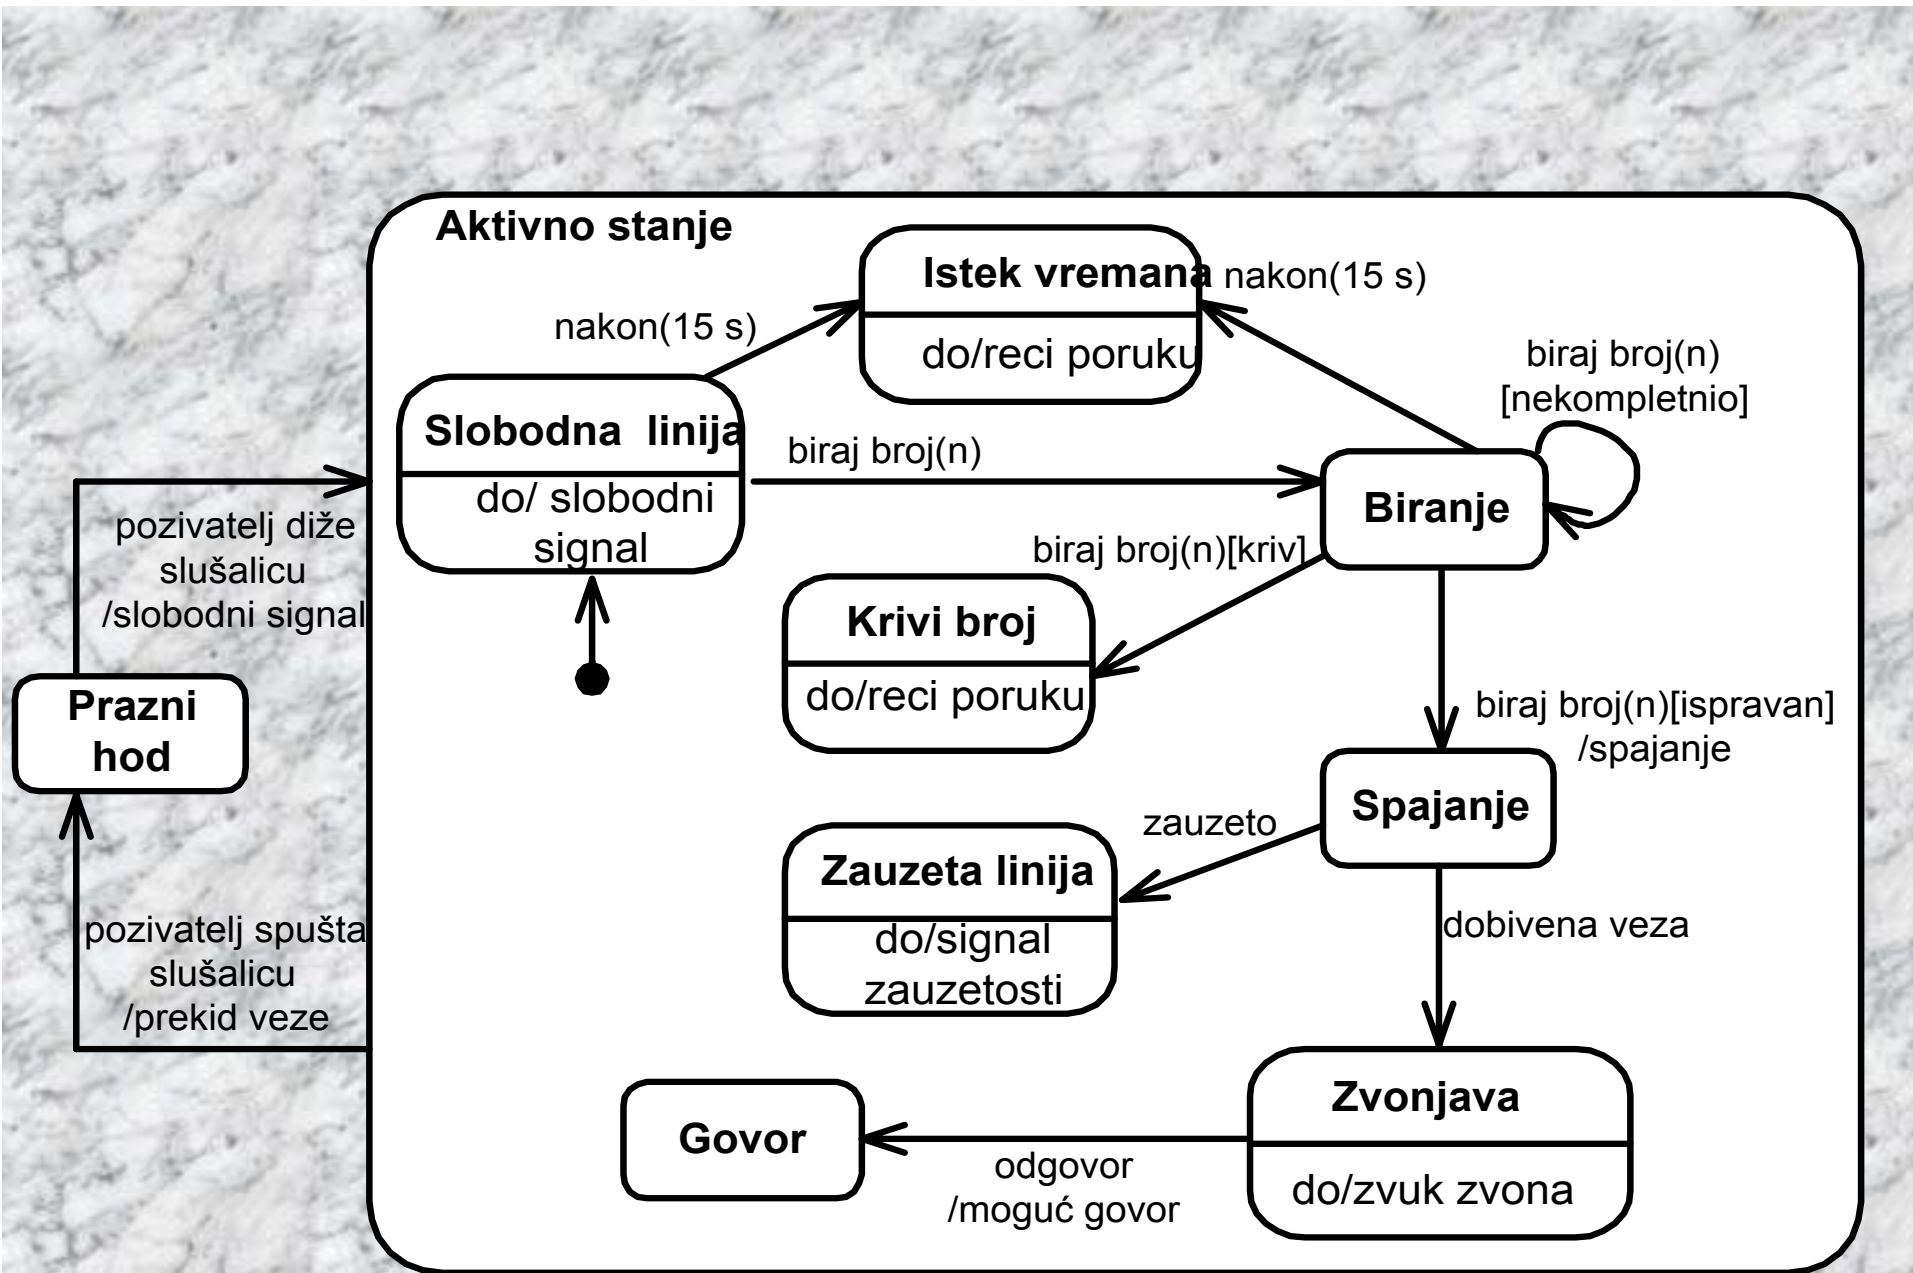 Aktivno stanje
Istek vremana
do/reci poruku
nakon(15 s)
nakon(15 s)
biraj broj(n)
[nekompletnio]
Slobodna linija
do/ slobodni
signal
biraj broj(n)
Biranje
pozivatelj diže
slušalicu
/slobodni signal
biraj broj(n)[kriv]
Krivi broj
do/reci poruku
Prazni
hod
biraj broj(n)[ispravan]
/spajanje
Spajanje
zauzeto
Zauzeta linija
do/signal
zauzetosti
dobivena veza
pozivatelj spušta
slušalicu
/prekid veze
Zvonjava
do/zvuk zvona
Govor
odgovor
/moguć govor